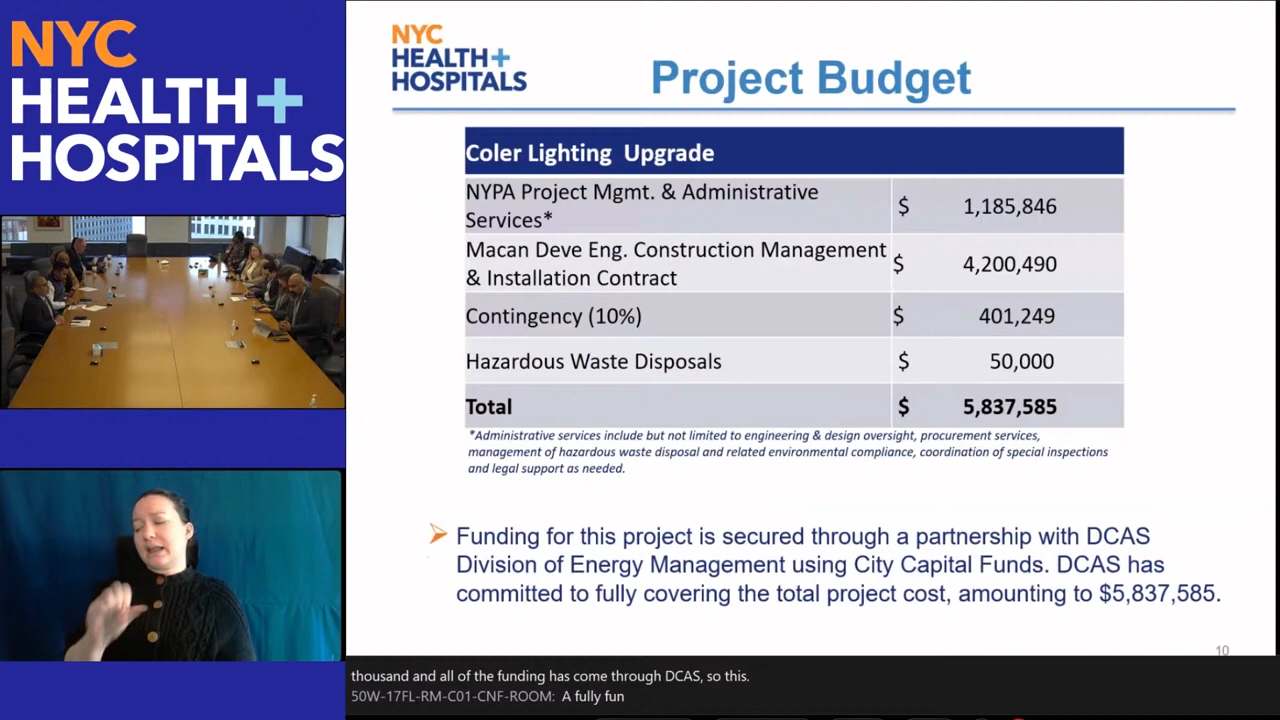 NYC
HEALTH+
HOSPITALS
NYC
HEALTH+
HOSPITALS
Project Budget
Coler Lighting Upgrade
NYPA Project Mgmt. & Administrative
Services*
$ 1,185,846
Macan Deve Eng. Construction Management
& Installation Contract
$ 4,200,490
Contingency (10%) $ 401,249
Hazardous Waste Disposals $ 50,000
Total $ 5,837,585
*Administrative services include but not limited to engineering & design oversight, procurement services,
management of hazardous waste disposal and related environmental compliance, coordination of special inspections
and legal support as needed.
Funding for this project is secured through a partnership with DCAS
Division of Energy Management using City Capital Funds. DCAS has
committed to fully covering the total project cost, amounting to $5,837,585.
10
thousand and all of the funding has come through DCAS, so this.
50W-17FL-RM-C01-CNF-ROOM: A fully fun